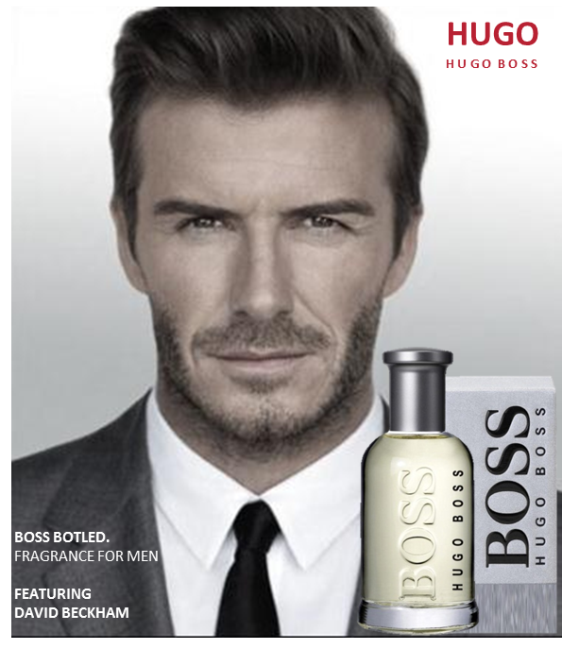 HUGO
HUGO BOSS
BOSS
HUGO BOSS
BOSS
HUGO BOSS
BOSS BOTLED.
FRAGRANCE FOR MEN
FEATURING
DAVID BECKHAM